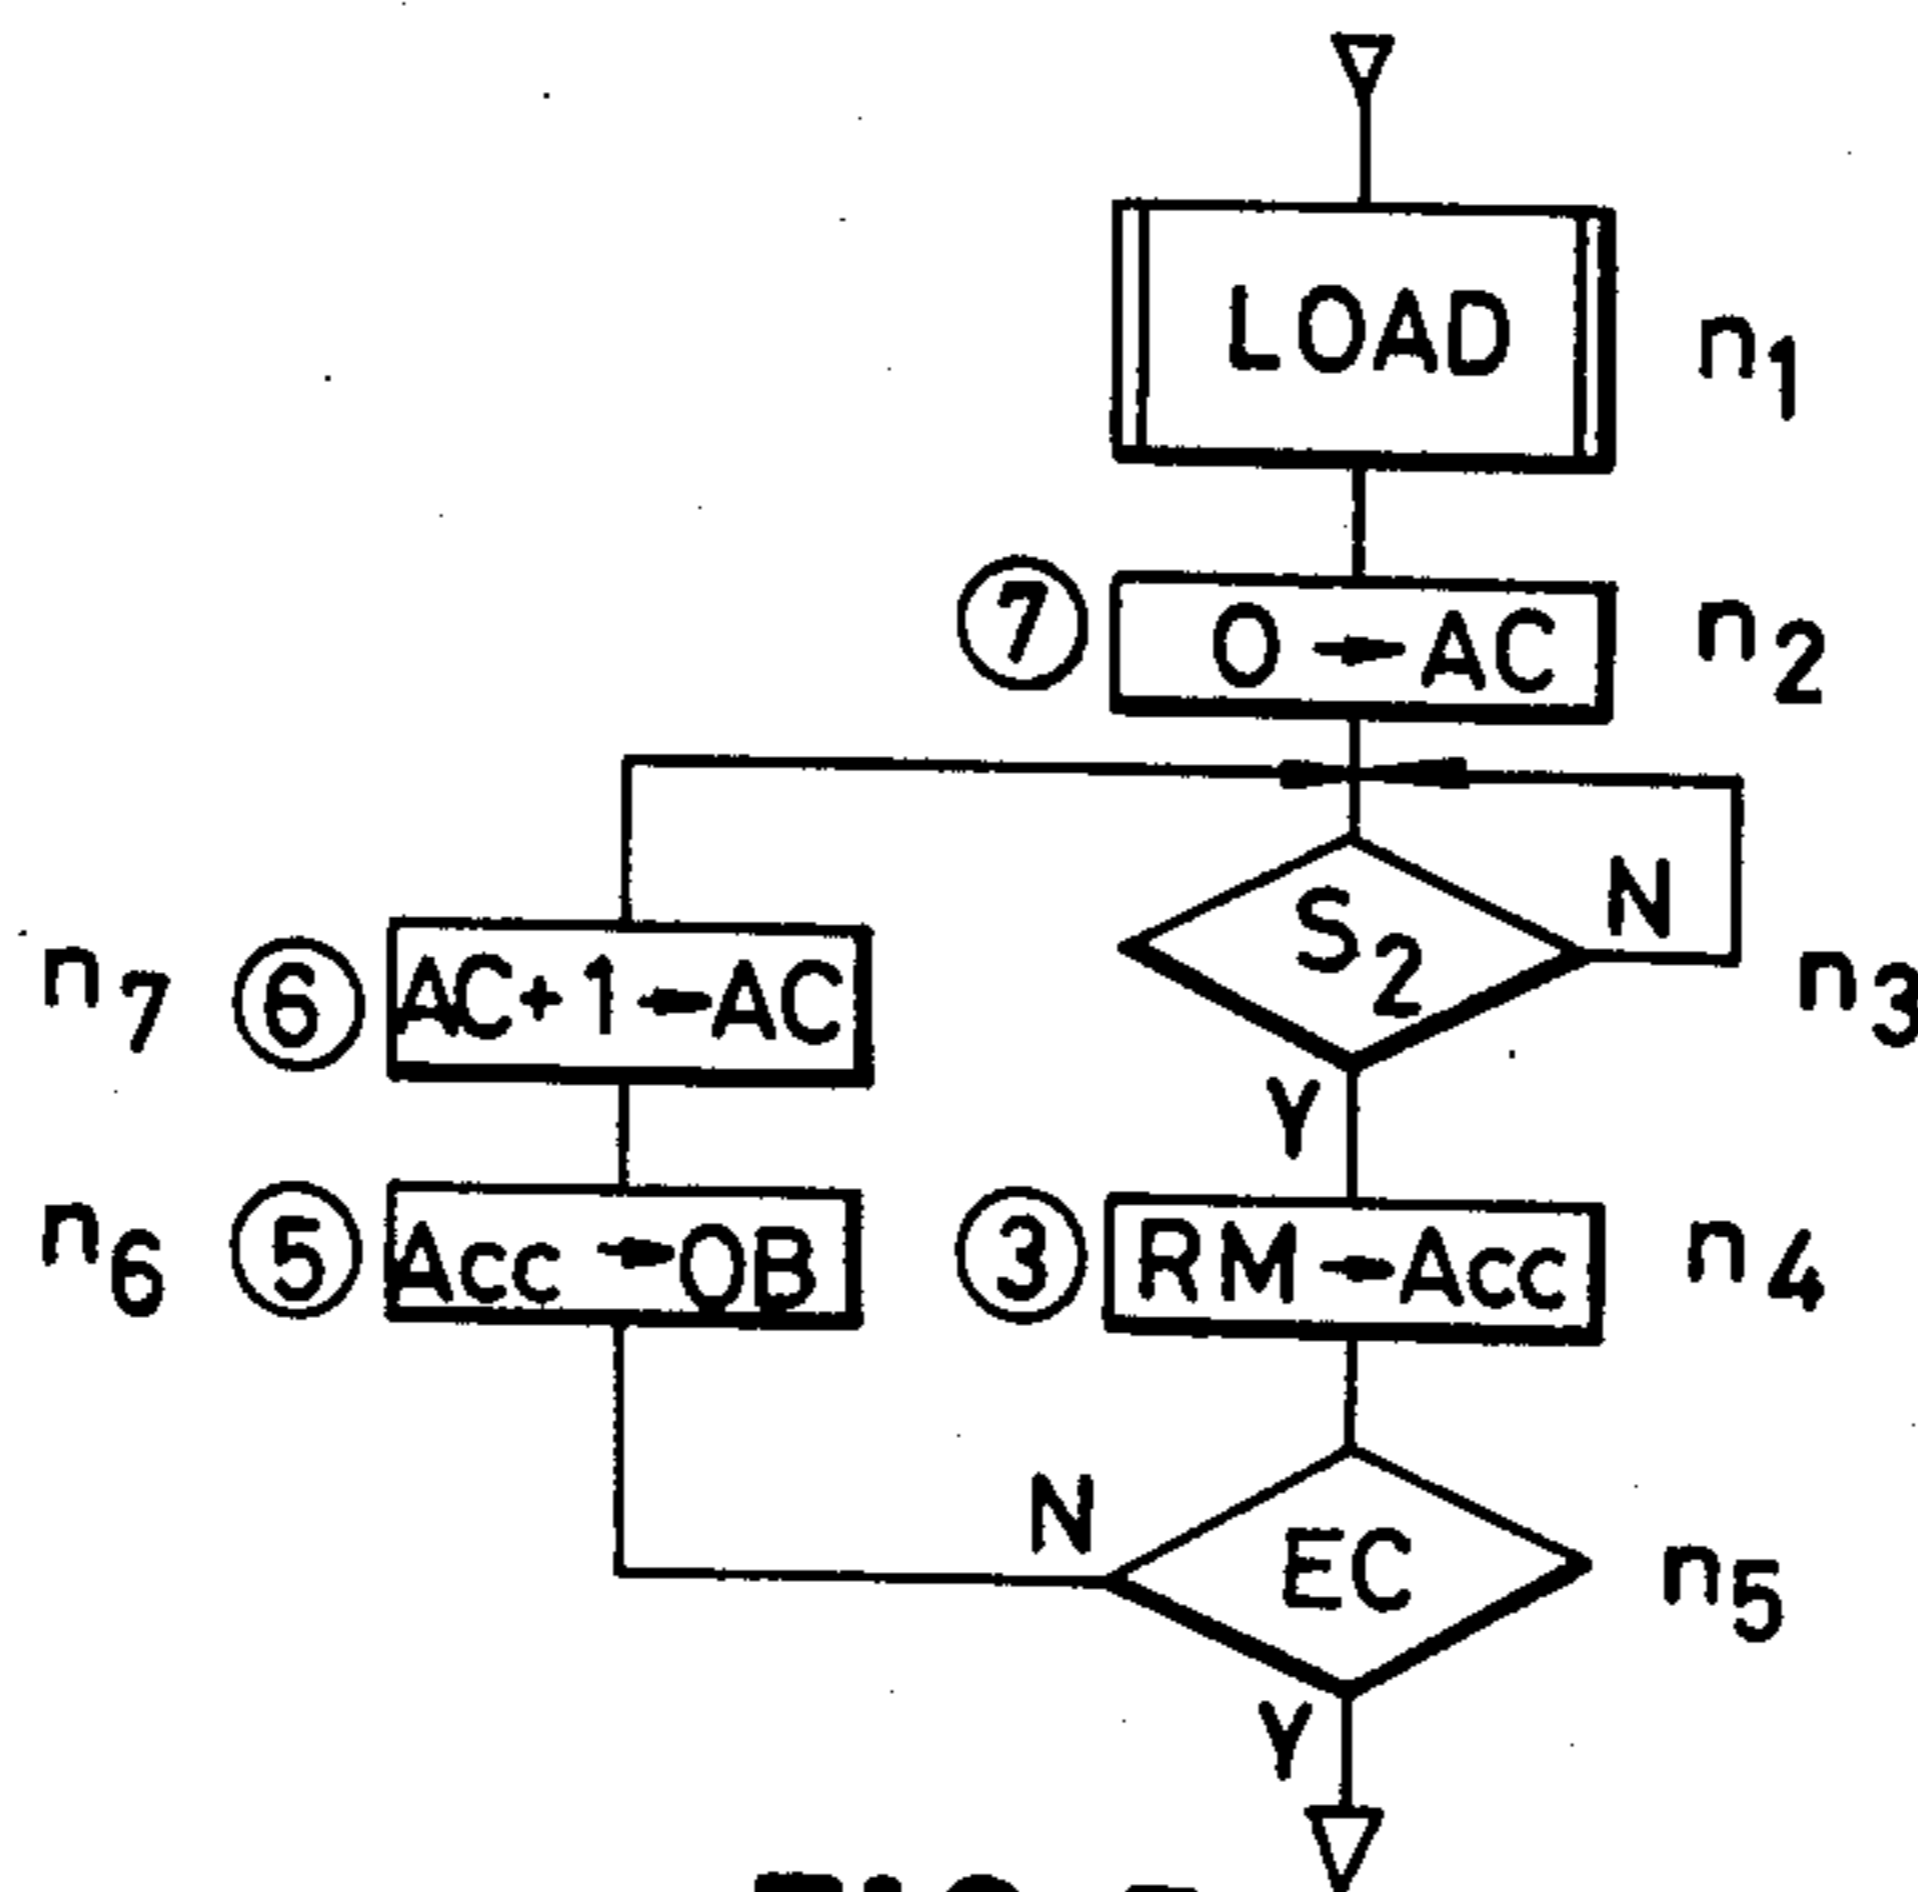 LOAD n1
7 O → AC n2
N
S2 n3
n7 6 AC+1→AC
Y
n6 5 Acc → OB
3 RM→Acc n4
N
EC n5
Y